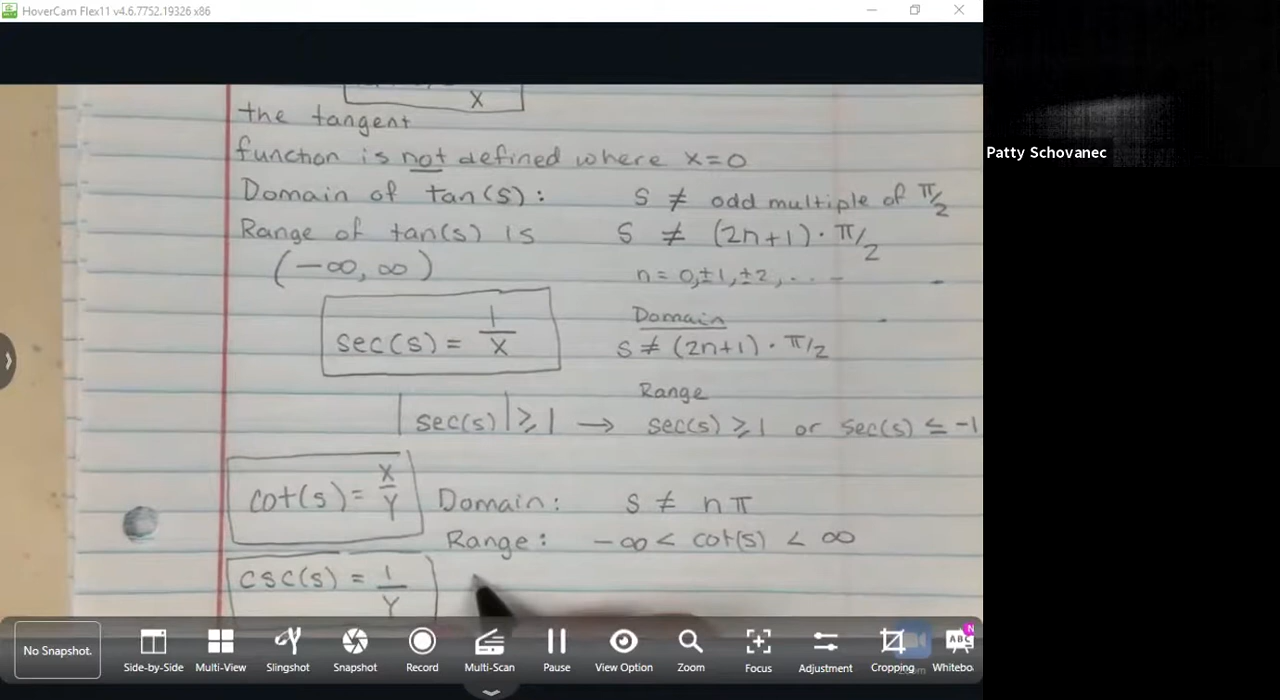 HoverCam Flex11 v4.6.7752.19326 x86
X
the tangent
function is not defined where x=0
Domain of tan(s): s ≠ odd multiple of π/2
Range of tan(s) is s ≠ (2n+1) · π/2
(-∞, ∞) n = 0, ±1, ±2, . . . -
sec(s) = 1/X
Domain
s ≠ (2n+1) · π/2
Range
|sec(s)| ≥ 1 → sec(s) ≥ 1 or sec(s) ≤ -1
cot(s) = X/Y Domain: s ≠ nπ
Range: -∞ < cot(s) < ∞
csc(s) = 1/Y
Patty Schovanec
No Snapshot.
Side-by-Side Multi-View Slingshot Snapshot Record Multi-Scan Pause View Option Zoom Focus Adjustment Cropping Whitebo
ABC
N